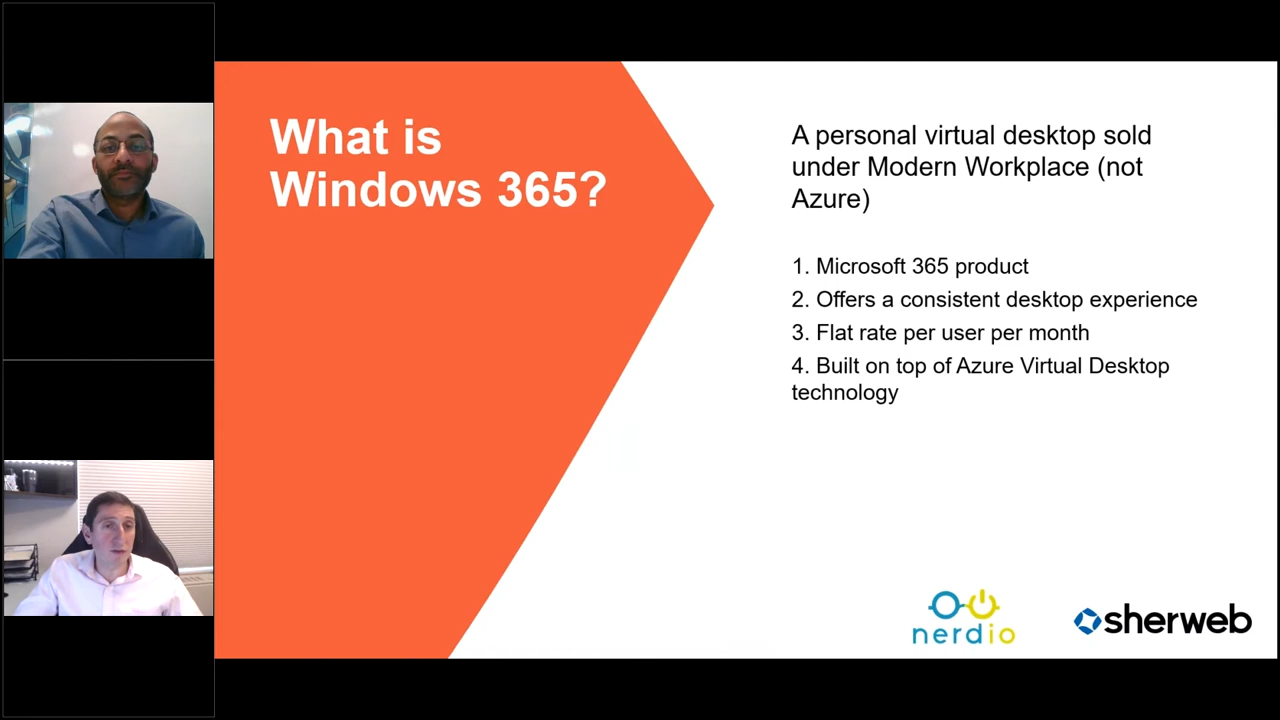 What is
Windows 365?
A personal virtual desktop sold
under Modern Workplace (not
Azure)
1. Microsoft 365 product
2. Offers a consistent desktop experience
3. Flat rate per user per month
4. Built on top of Azure Virtual Desktop
technology
nerdio
sherweb